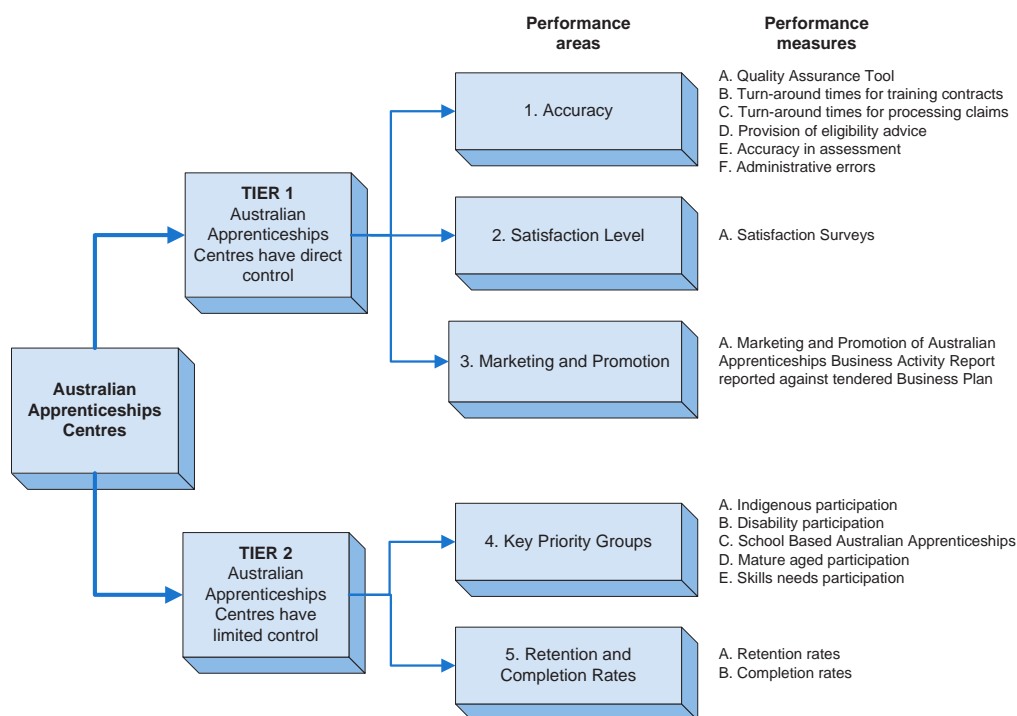 Performance
areas
Performance
measures
1. Accuracy
A. Quality Assurance Tool
B. Turn-around times for training contracts
C. Turn-around times for processing claims
D. Provision of eligibility advice
E. Accuracy in assessment
F. Administrative errors
TIER 1
Australian
Apprenticeships
Centres have direct
control
2. Satisfaction Level
A. Satisfaction Surveys
3. Marketing and Promotion
A. Marketing and Promotion of Australian
Apprenticeships Business Activity Report
reported against tendered Business Plan
Australian
Apprenticeships
Centres
TIER 2
Australian
Apprenticeships
Centres have
limited control
4. Key Priority Groups
A. Indigenous participation
B. Disability participation
C. School Based Australian Apprenticeships
D. Mature aged participation
E. Skills needs participation
5. Retention and
Completion Rates
A. Retention rates
B. Completion rates